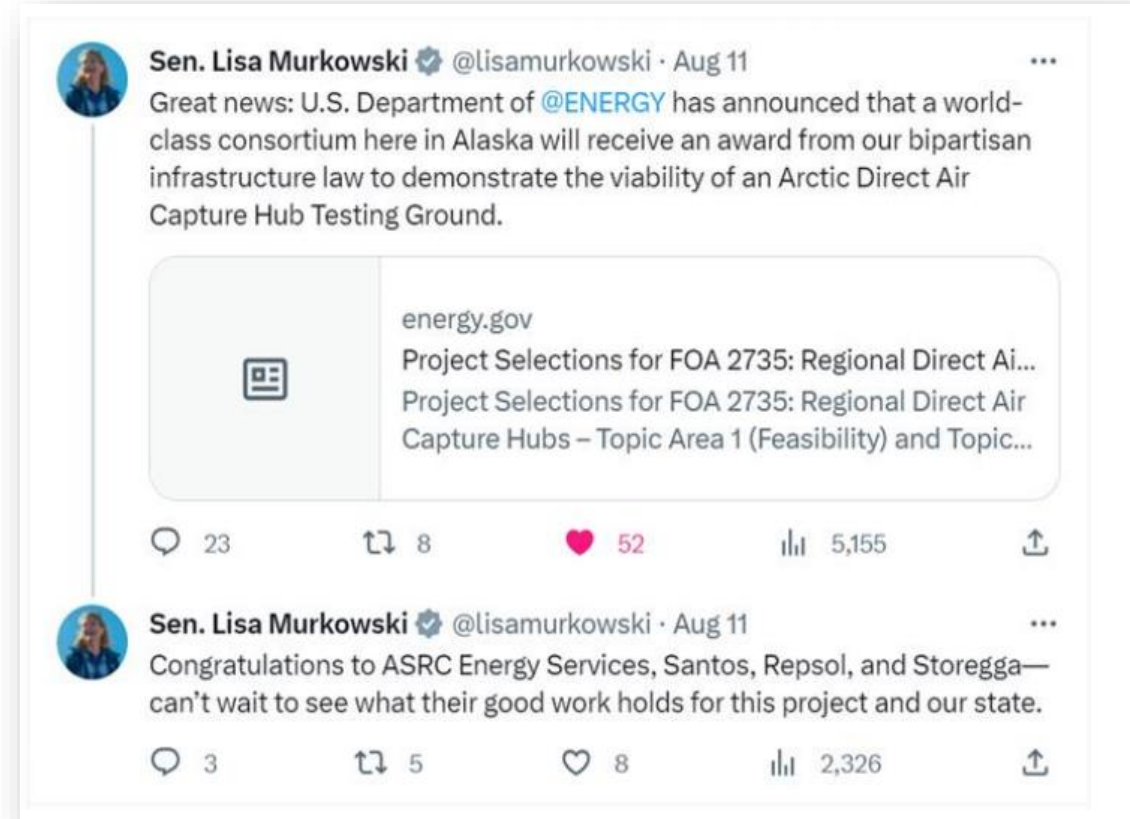 Sen. Lisa Murkowski @lisamurkowski · Aug 11
Great news: U.S. Department of @ENERGY has announced that a world-
class consortium here in Alaska will receive an award from our bipartisan
infrastructure law to demonstrate the viability of an Arctic Direct Air
Capture Hub Testing Ground.
energy.gov
Project Selections for FOA 2735: Regional Direct Ai...
Project Selections for FOA 2735: Regional Direct Air
Capture Hubs – Topic Area 1 (Feasibility) and Topic...
23 8 52 5,155
Sen. Lisa Murkowski @lisamurkowski · Aug 11
Congratulations to ASRC Energy Services, Santos, Repsol, and Storegga—
can’t wait to see what their good work holds for this project and our state.
3 5 8 2,326